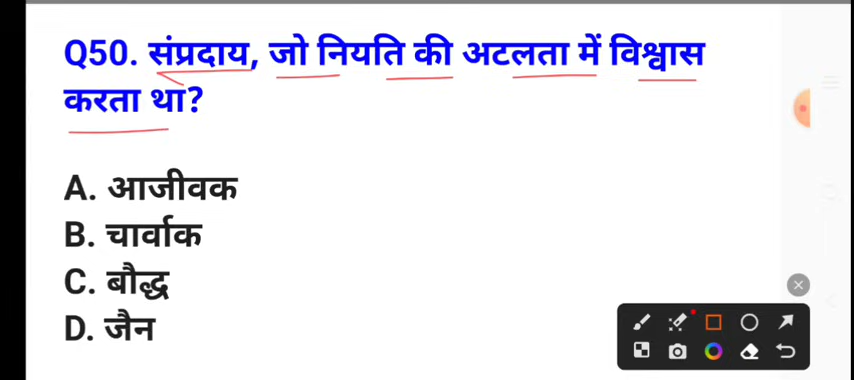 Q50. संप्रदाय, जो नियति की अटलता में विश्वास
करता था?
A. आजीवक
B. चार्वाक
C. बौद्ध
D. जैन